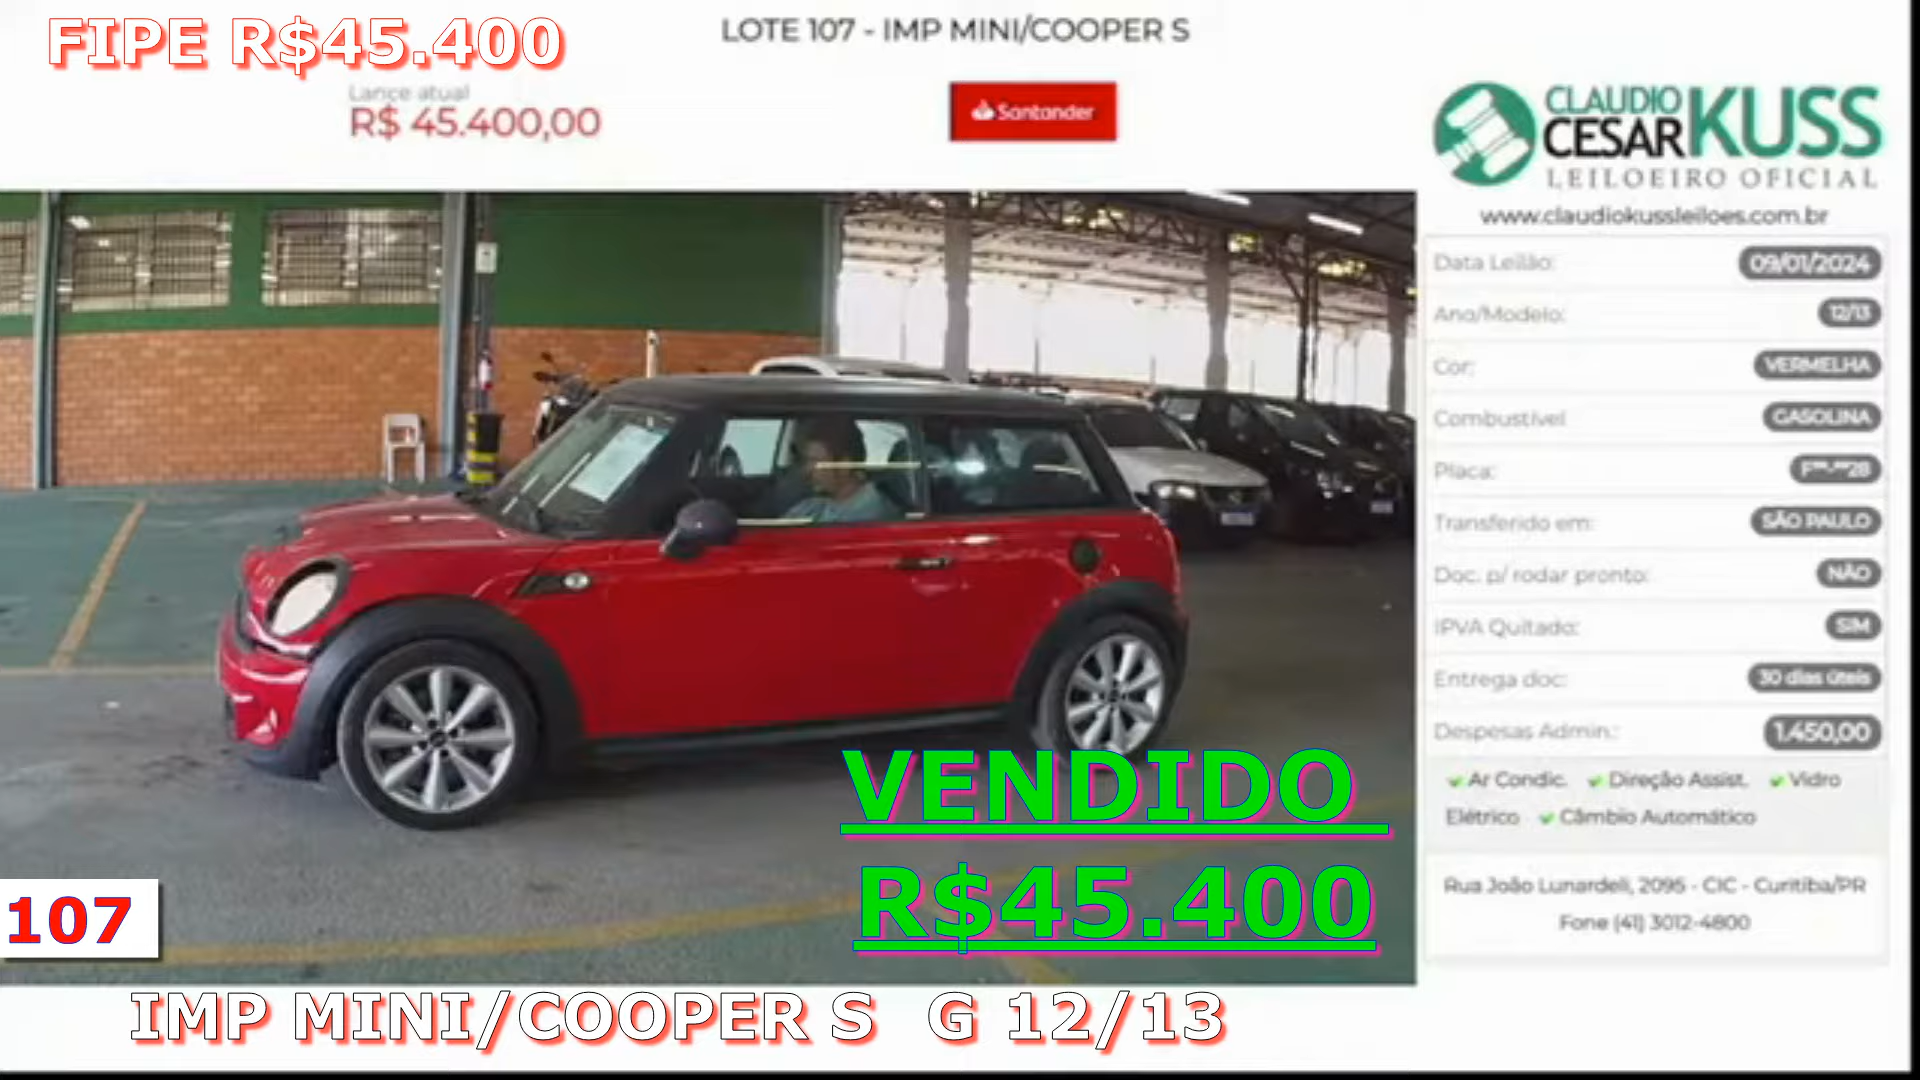 FIPE R$45.400
LOTE 107 - IMP MINI/COOPER S
Lance atual
R$ 45.400,00
Santander
CLAUDIO
CESAR KUSS
LEILOEIRO OFICIAL
www.claudiokussleiloes.com.br
Data Leilão: 09/01/2024
Ano/Modelo: 12/13
Cor: VERMELHA
Combustível GASOLINA
Placa: F**-**28
Transferido em: SÃO PAULO
Doc. p/ rodar pronto: NÃO
IPVA Quitado: SIM
Entrega doc: 30 dias úteis
Despesas Admin.: 1.450,00
Ar Condic. Direção Assist. Vidro
Elétrico Câmbio Automático
Rua João Lunardeli, 2095 - CIC - Curitiba/PR
Fone (41) 3012-4800
VENDIDO
R$45.400
107
IMP MINI/COOPER S G 12/13